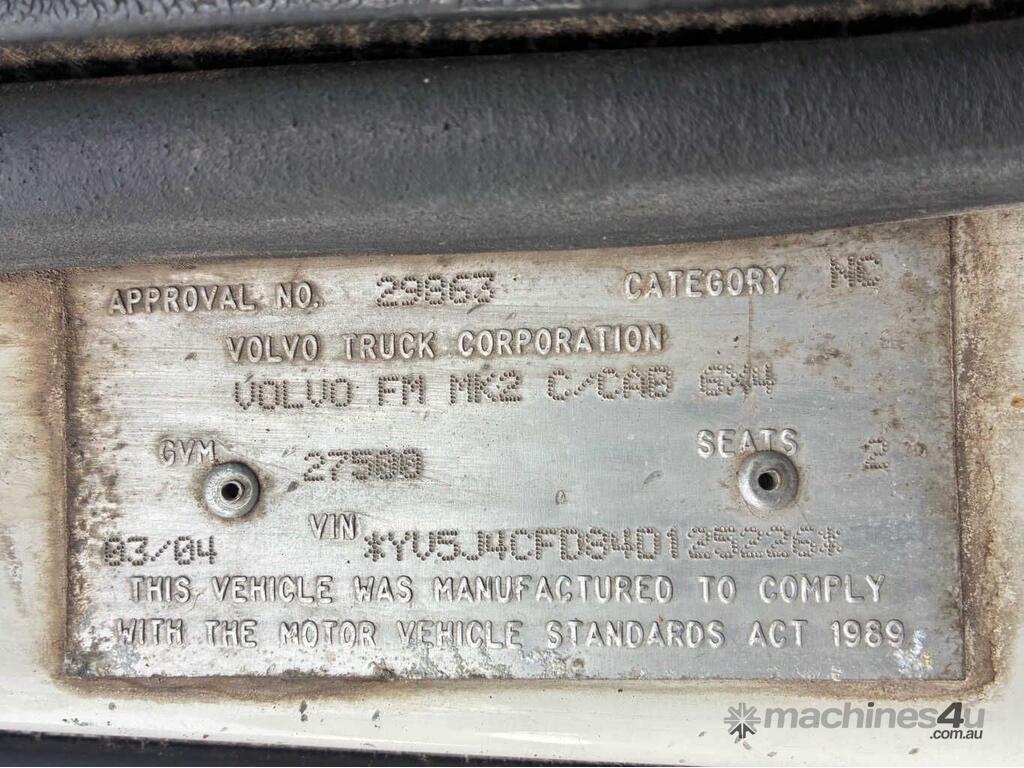 APPROVAL NO. 29863 CATEGORY NC
VOLVO TRUCK CORPORATION
VOLVO FM MK2 C/CAB 6X4
GVM 27500 SEATS 2
03/04 VIN *YV5J4CFD84D125226*
THIS VEHICLE WAS MANUFACTURED TO COMPLY
WITH THE MOTOR VEHICLE STANDARDS ACT 1989
machines4u
.com.au